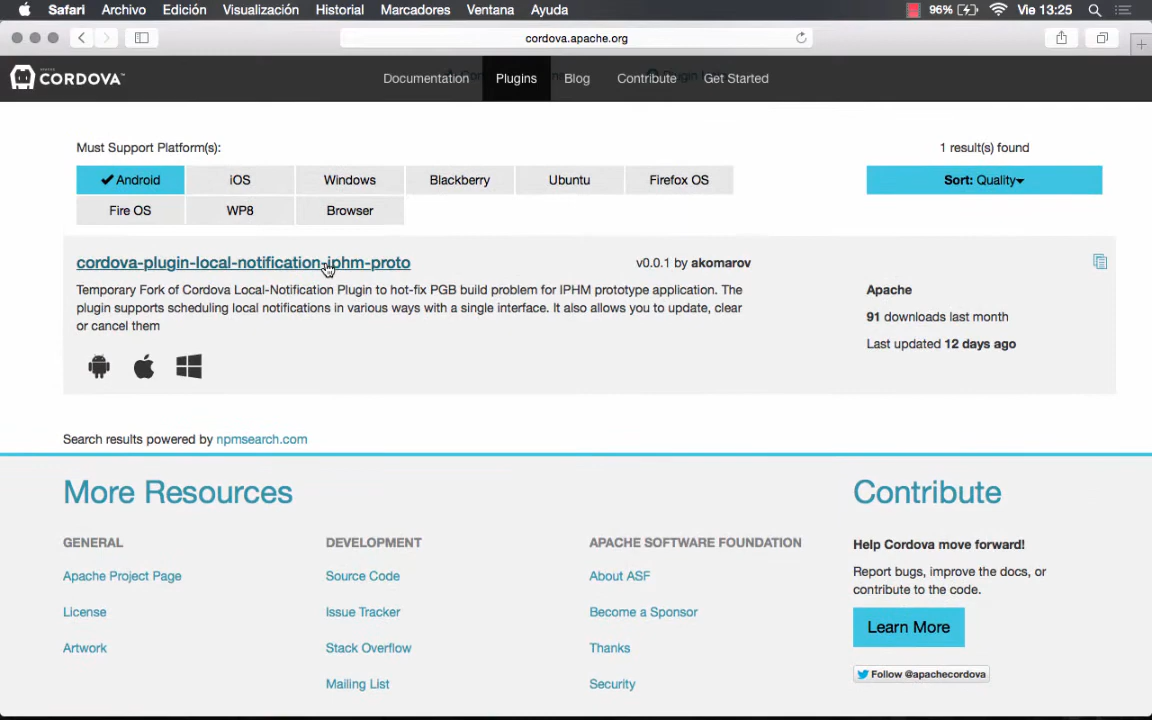 Safari Archivo Edición Visualización Historial Marcadores Ventana Ayuda 96% Vie 13:25
cordova.apache.org
CORDOVA™ Documentation Plugins Blog Contribute Get Started
Must Support Platform(s): 1 result(s) found
Android iOS Windows Blackberry Ubuntu Firefox OS Sort: Quality
Fire OS WP8 Browser
cordova-plugin-local-notification-iphm-proto v0.0.1 by akomarov
Temporary Fork of Cordova Local-Notification Plugin to hot-fix PGB build problem for IPHM prototype application. The
plugin supports scheduling local notifications in various ways with a single interface. It also allows you to update, clear
or cancel them
Apache
91 downloads last month
Last updated 12 days ago
Search results powered by npmsearch.com
More Resources
GENERAL
Apache Project Page
License
Artwork
DEVELOPMENT
Source Code
Issue Tracker
Stack Overflow
Mailing List
APACHE SOFTWARE FOUNDATION
About ASF
Become a Sponsor
Thanks
Security
Contribute
Help Cordova move forward!
Report bugs, improve the docs, or
contribute to the code.
Learn More
Follow @apachecordova